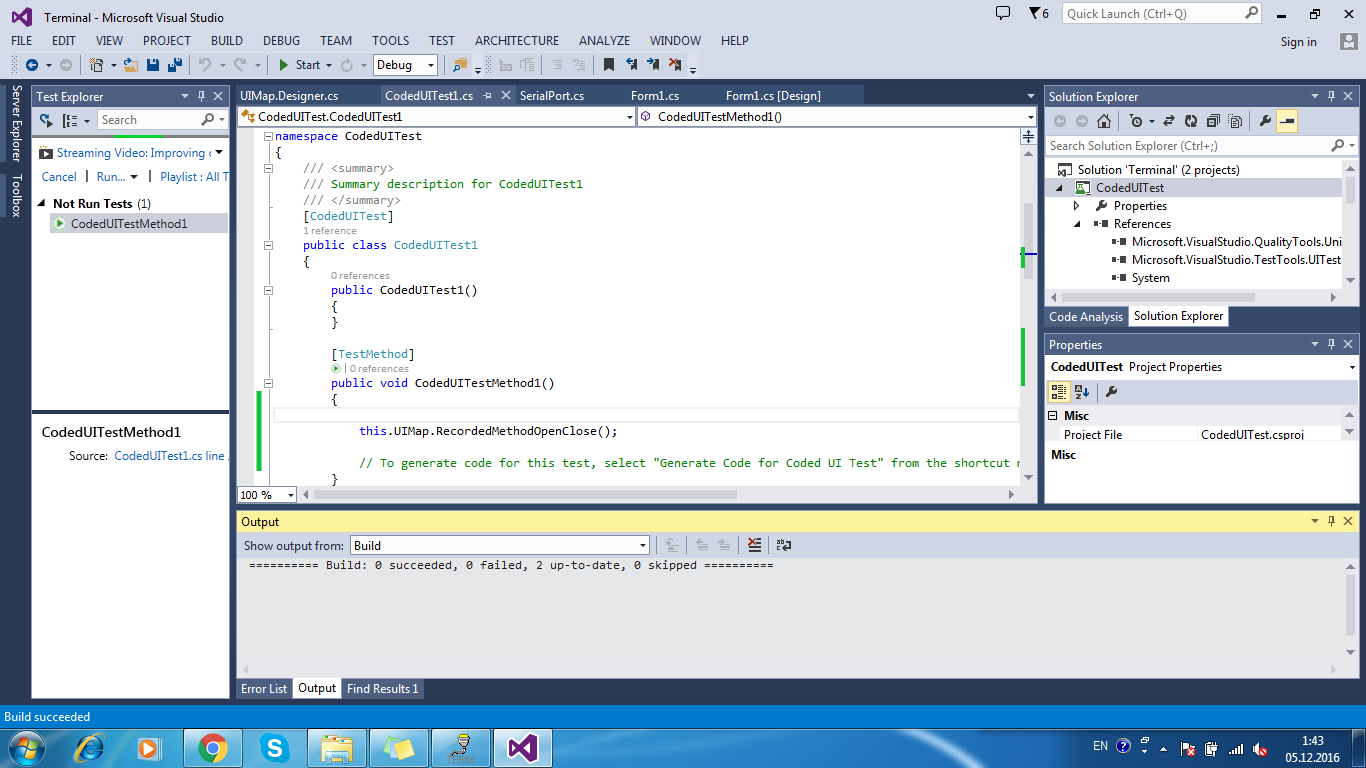 Terminal - Microsoft Visual Studio
6
Quick Launch (Ctrl+Q)
FILE EDIT VIEW PROJECT BUILD DEBUG TEAM TOOLS TEST ARCHITECTURE ANALYZE WINDOW HELP
Sign in
Start Debug
Server Explorer
Toolbox
Test Explorer
Search
Streaming Video: Improving
Cancel Run... Playlist : All T
Not Run Tests (1)
CodedUITestMethod1
CodedUITestMethod1
Source: CodedUITest1.cs line
UIMap.Designer.cs CodedUITest1.cs SerialPort.cs Form1.cs Form1.cs [Design]
CodedUITest.CodedUITest1 CodedUITestMethod1()
namespace CodedUITest
{
/// <summary>
/// Summary description for CodedUITest1
/// </summary>
[CodedUITest]
1 reference
public class CodedUITest1
{
0 references
public CodedUITest1()
{
}
[TestMethod]
0 references
public void CodedUITestMethod1()
{
this.UIMap.RecordedMethodOpenClose();
// To generate code for this test, select "Generate Code for Coded UI Test" from the shortcut m
}
100 %
Solution Explorer
Search Solution Explorer (Ctrl+;)
Solution 'Terminal' (2 projects)
CodedUITest
Properties
References
Microsoft.VisualStudio.QualityTools.Uni
Microsoft.VisualStudio.TestTools.UITest
System
Code Analysis Solution Explorer
Properties
CodedUITest Project Properties
Misc
Project File CodedUITest.csproj
Misc
Output
Show output from: Build
========== Build: 0 succeeded, 0 failed, 2 up-to-date, 0 skipped ==========
Error List Output Find Results 1
Build succeeded
TERM
EN
1:43
05.12.2016